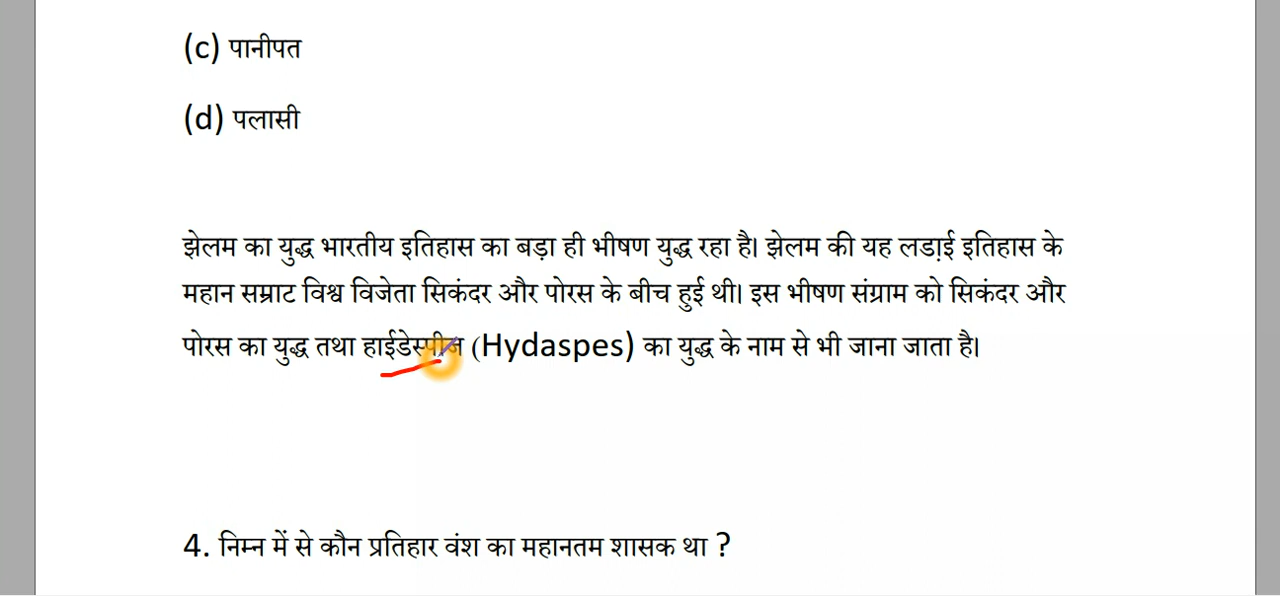 (c) पानीपत
(d) पलासी
झेलम का युद्ध भारतीय इतिहास का बड़ा ही भीषण युद्ध रहा है। झेलम की यह लडा़ई इतिहास के
महान सम्राट विश्व विजेता सिकंदर और पोरस के बीच हुई थी। इस भीषण संग्राम को सिकंदर और
पोरस का युद्ध तथा हाईडेस्पीज (Hydaspes) का युद्ध के नाम से भी जाना जाता है।
4. निम्न में से कौन प्रतिहार वंश का महानतम शासक था ?